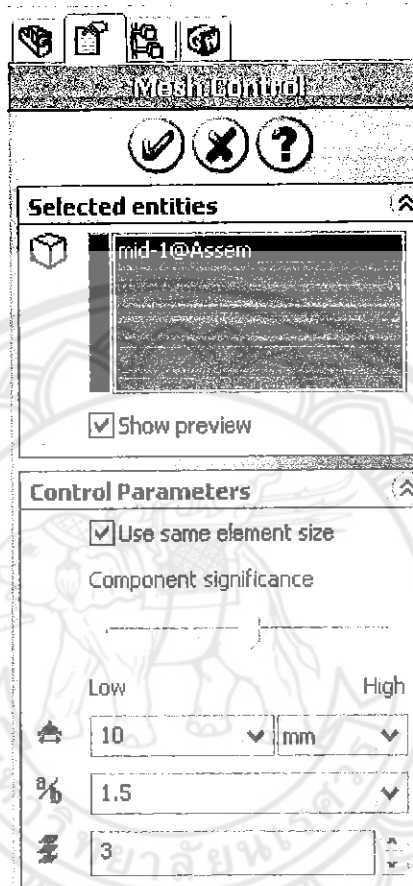 Mesh Control
Selected entities
mid-1@Assem
Show preview
Control Parameters
Use same element size
Component significance
Low High
10 mm
a/b 1.5
3